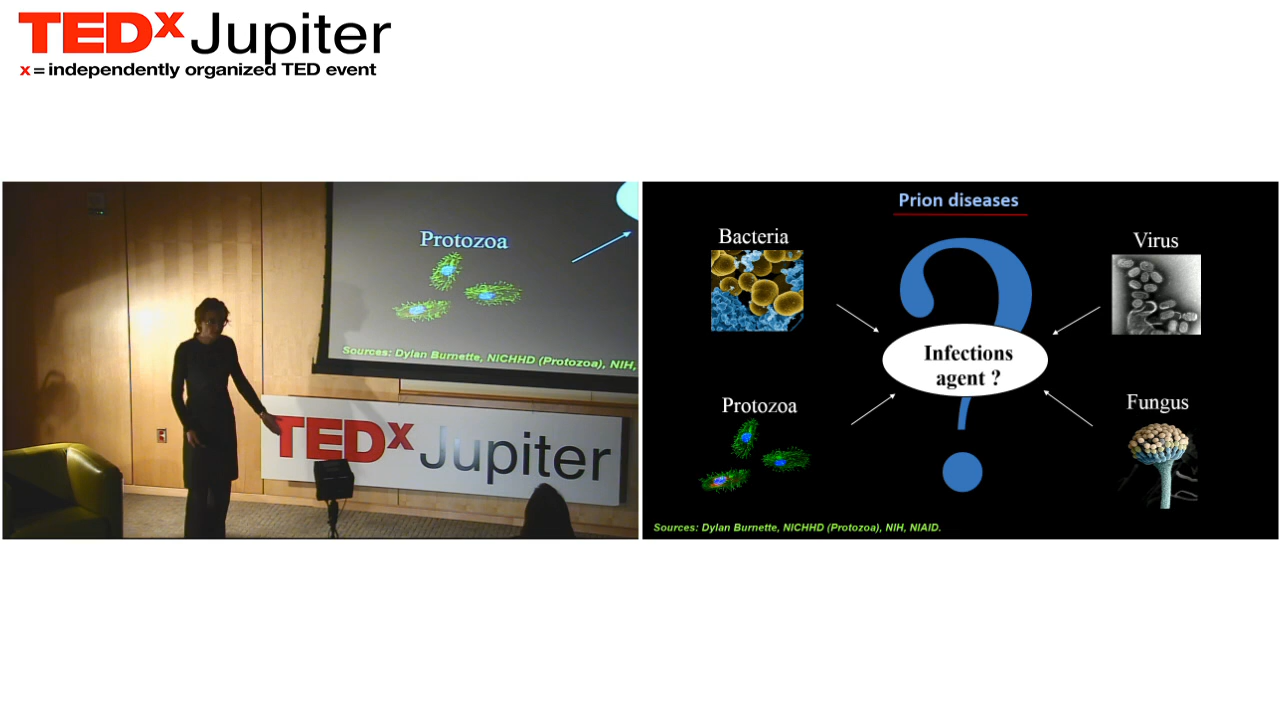 TEDx Jupiter
x = independently organized TED event
Protozoa
Sources: Dylan Burnette, NICHHD (Protozoa), NIH,
TEDx Jupiter
Prion diseases
Bacteria
Virus
Infections
agent ?
Protozoa
Fungus
Sources: Dylan Burnette, NICHHD (Protozoa), NIH, NIAID.